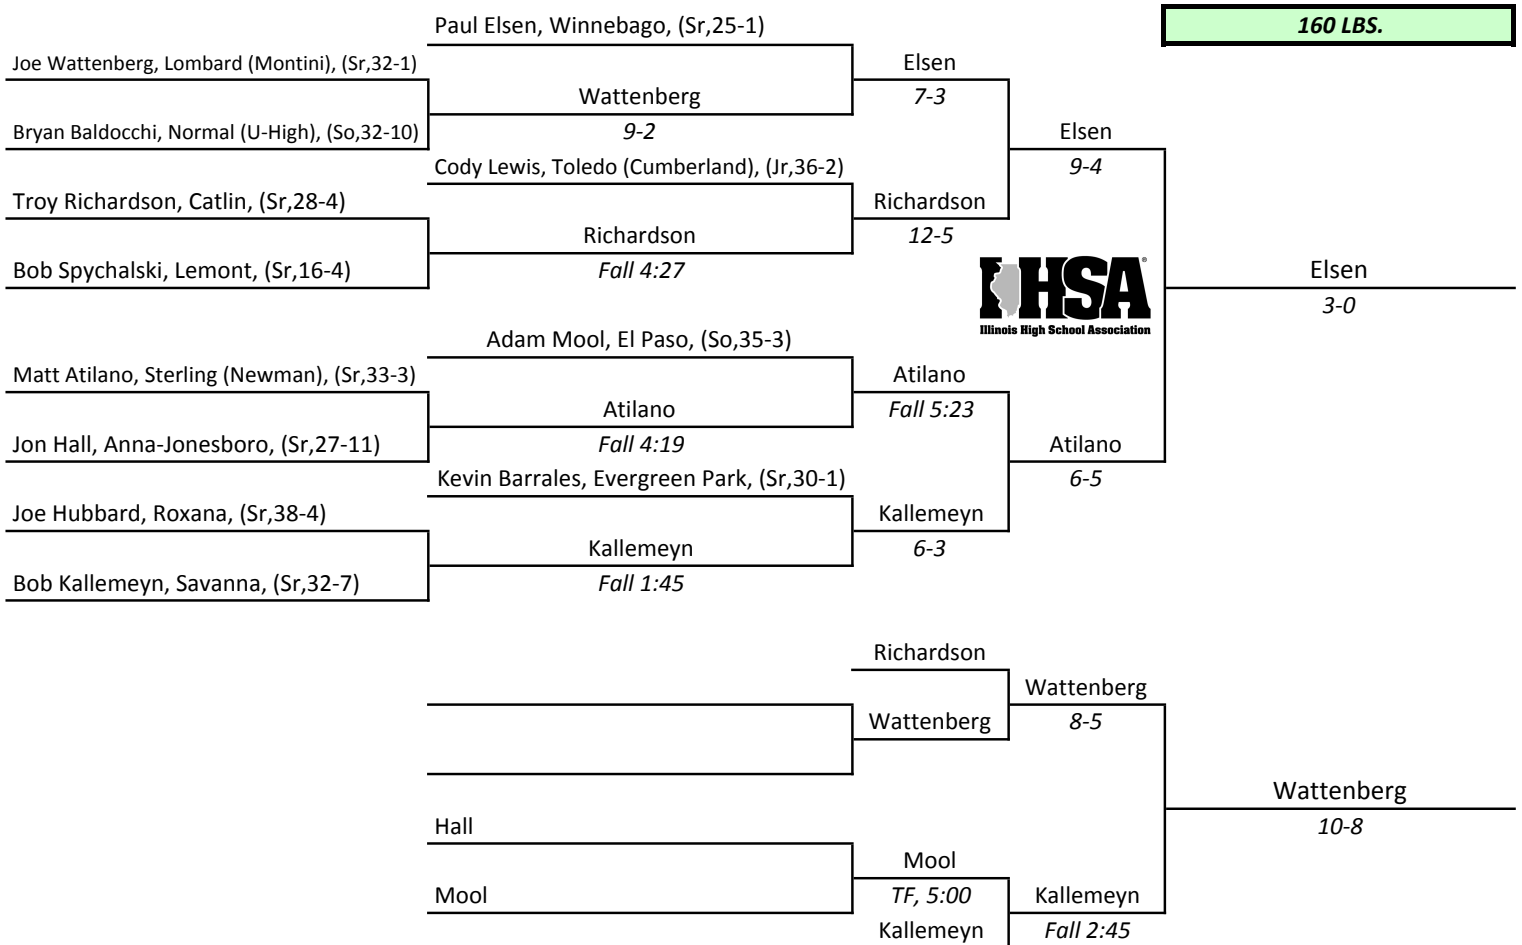 Paul Elsen, Winnebago, (Sr,25-1)
160 LBS.
Joe Wattenberg, Lombard (Montini), (Sr,32-1)
Elsen
Wattenberg
7-3
Bryan Baldocchi, Normal (U-High), (So,32-10)
9-2
Elsen
Cody Lewis, Toledo (Cumberland), (Jr,36-2)
9-4
Troy Richardson, Catlin, (Sr,28-4)
Richardson
Richardson
12-5
Bob Spychalski, Lemont, (Sr,16-4)
Fall 4:27
IHSA®
Illinois High School Association
Elsen
3-0
Adam Mool, El Paso, (So,35-3)
Matt Atilano, Sterling (Newman), (Sr,33-3)
Atilano
Atilano
Fall 5:23
Jon Hall, Anna-Jonesboro, (Sr,27-11)
Fall 4:19
Atilano
Kevin Barrales, Evergreen Park, (Sr,30-1)
6-5
Joe Hubbard, Roxana, (Sr,38-4)
Kallemeyn
Kallemeyn
6-3
Bob Kallemeyn, Savanna, (Sr,32-7)
Fall 1:45
Richardson
Wattenberg
Wattenberg
8-5
Wattenberg
10-8
Hall
Mool
Mool
TF, 5:00
Kallemeyn
Kallemeyn
Fall 2:45